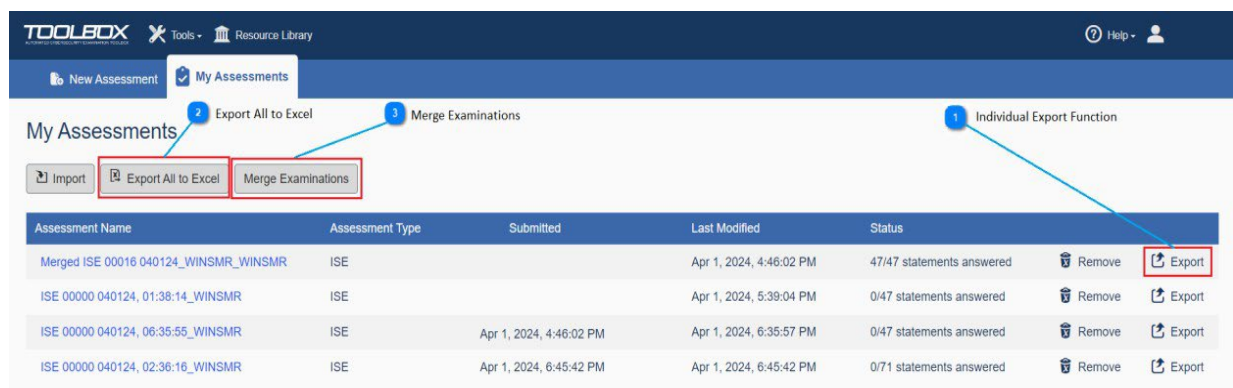 TOOLBOX Tools Resource Library Help
New Assessment My Assessments
2 Export All to Excel 3 Merge Examinations 1 Individual Export Function
My Assessments
Import Export All to Excel Merge Examinations
Assessment Name Assessment Type Submitted Last Modified Status
Merged ISE 00016 040124_WINSMR_WINSMR ISE Apr 1, 2024, 4:46:02 PM 47/47 statements answered Remove Export
ISE 00000 040124, 01:38:14_WINSMR ISE Apr 1, 2024, 5:39:04 PM 0/47 statements answered Remove Export
ISE 00000 040124, 06:35:55_WINSMR ISE Apr 1, 2024, 4:46:02 PM Apr 1, 2024, 6:35:57 PM 0/47 statements answered Remove Export
ISE 00000 040124, 02:36:16_WINSMR ISE Apr 1, 2024, 6:45:42 PM Apr 1, 2024, 6:45:42 PM 0/71 statements answered Remove Export